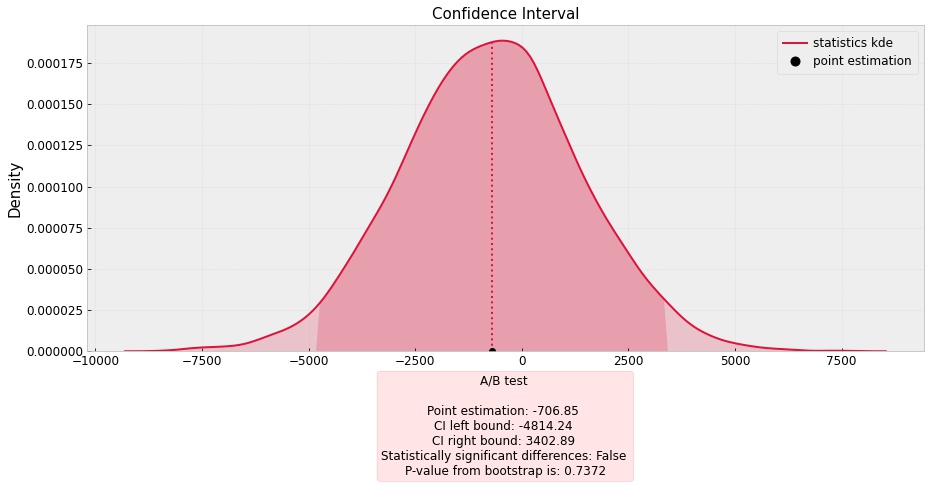 Confidence Interval
statistics kde
point estimation
Density
0.000175
0.000150
0.000125
0.000100
0.000075
0.000050
0.000025
0.000000
−10000 −7500 −5000 −2500 0 2500 5000 7500
A/B test
Point estimation: -706.85
CI left bound: -4814.24
CI right bound: 3402.89
Statistically significant differences: False
P-value from bootstrap is: 0.7372